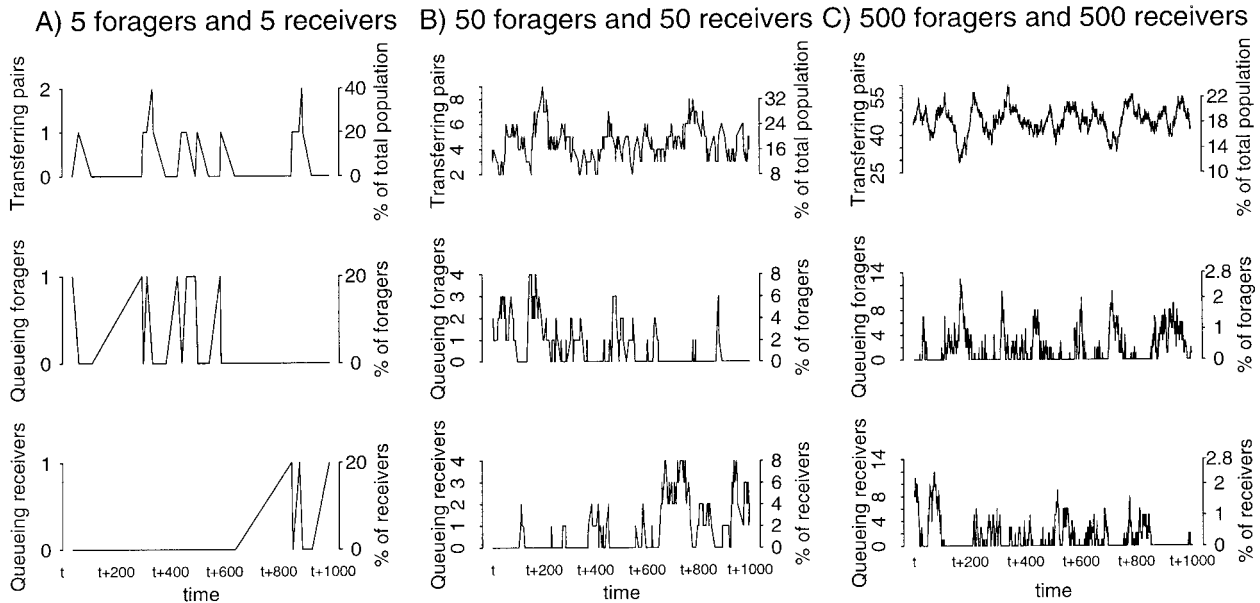 A) 5 foragers and 5 receivers
B) 50 foragers and 50 receivers
C) 500 foragers and 500 receivers
Transferring pairs
2
1
0
40
20
0
% of total population
Transferring pairs
8
6
4
2
32
24
16
8
% of total population
Transferring pairs
55
40
25
22
18
14
10
% of total population
Queueing foragers
1
0
20
0
% of foragers
Queueing foragers
4
3
2
1
0
8
6
4
2
0
% of foragers
Queueing foragers
14
8
4
0
2.8
2
1
0
% of foragers
Queueing receivers
1
0
20
0
% of receivers
t
t+200
t+400
t+600
t+800
t+1000
time
Queueing receivers
4
3
2
1
0
8
6
4
2
0
% of receivers
t
t+200
t+400
t+600
t+800
t+1000
time
Queueing receivers
14
8
4
0
2.8
2
1
0
% of receivers
t
t+200
t+400
t+600
t+800
t+1000
time